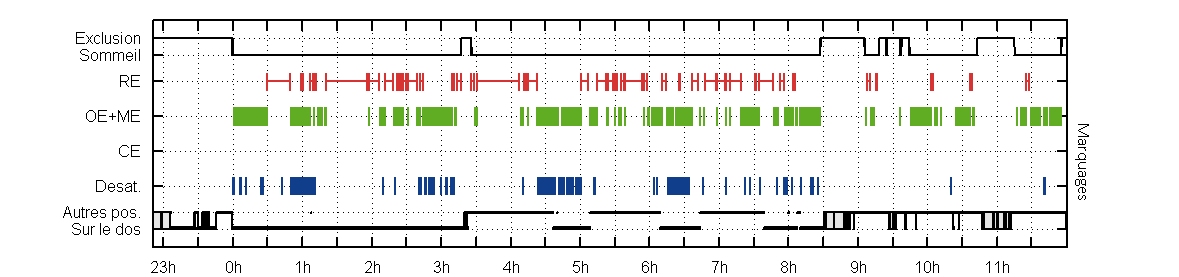 Exclusion
Sommeil
RE
OE+ME
CE
Desat.
Autres pos.
Sur le dos
Marquages
23h 0h 1h 2h 3h 4h 5h 6h 7h 8h 9h 10h 11h